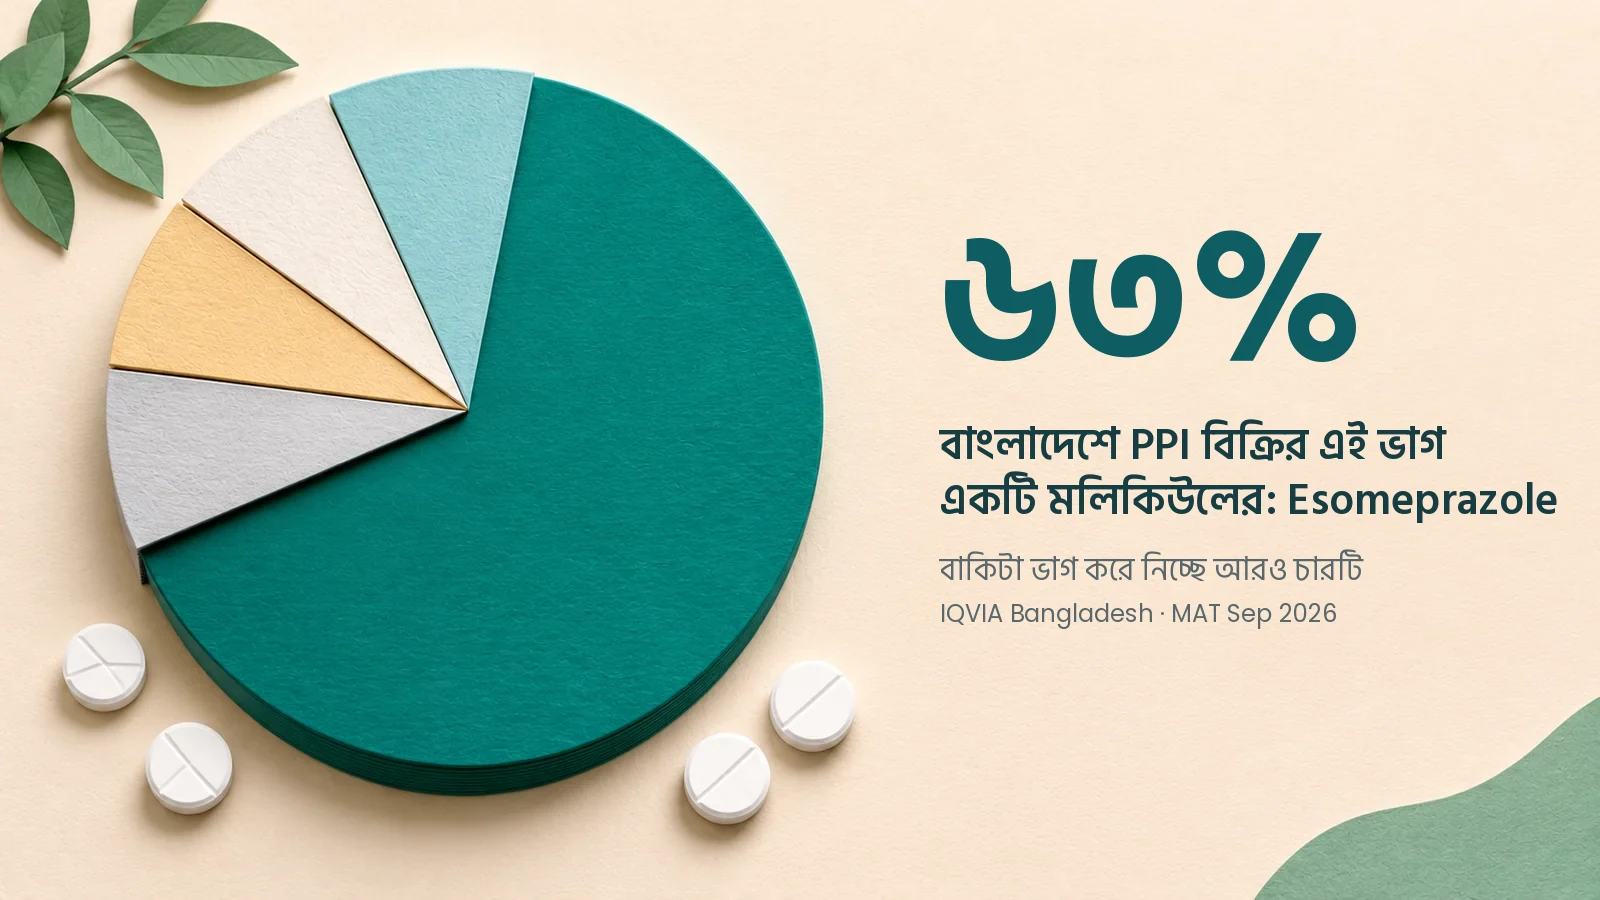 ৬৩%
বাংলাদেশে PPI বিক্রির এই ভাগ
একটি মলিকিউলের: Esomeprazole
বাকিটা ভাগ করে নিচ্ছে আরও চারটি
IQVIA Bangladesh · MAT Sep 2026